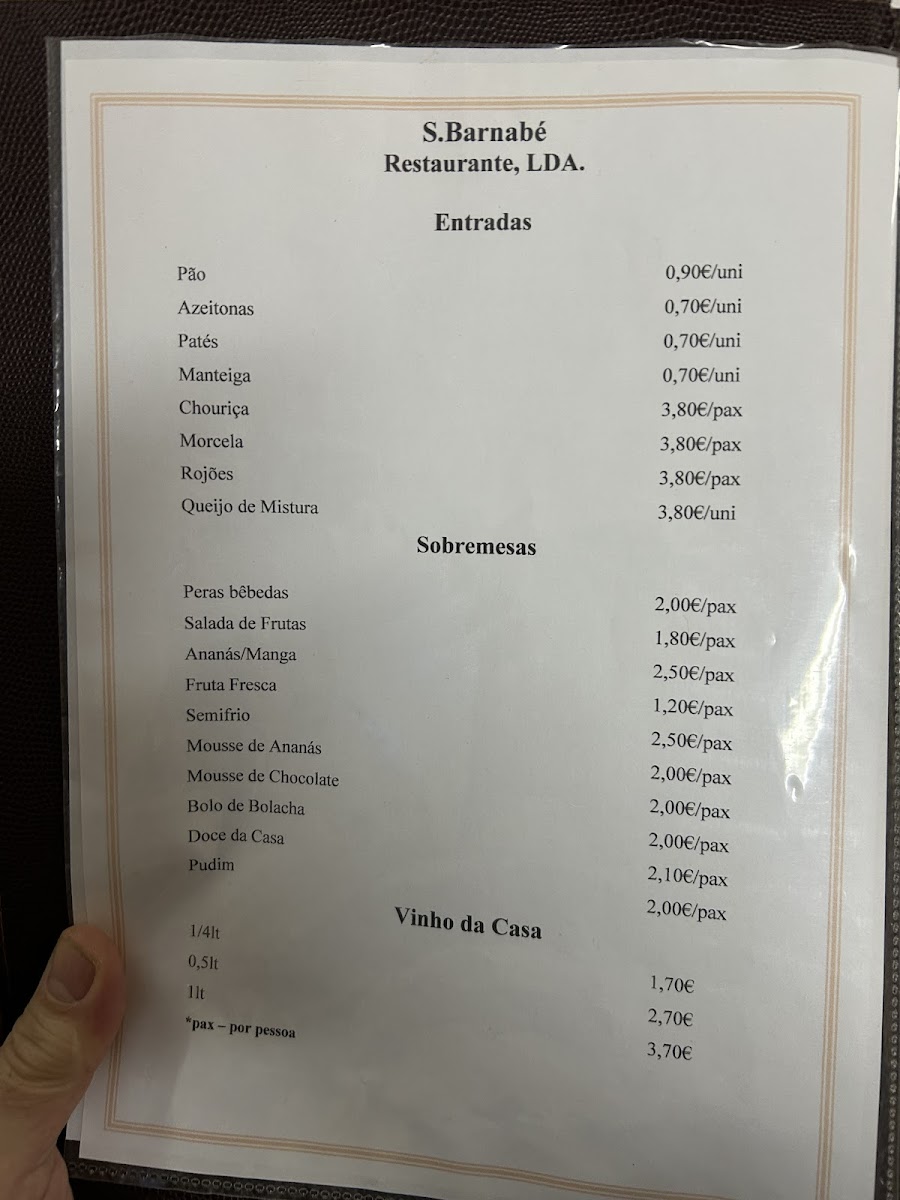 S.Barnabé
Restaurante, LDA.
Entradas
Pão 0,90€/uni
Azeitonas 0,70€/uni
Patés 0,70€/uni
Manteiga 0,70€/uni
Chouriça 3,80€/pax
Morcela 3,80€/pax
Rojões 3,80€/pax
Queijo de Mistura 3,80€/uni
Sobremesas
Peras bêbedas 2,00€/pax
Salada de Frutas 1,80€/pax
Ananás/Manga 2,50€/pax
Fruta Fresca 1,20€/pax
Semifrio 2,50€/pax
Mousse de Ananás 2,00€/pax
Mousse de Chocolate 2,00€/pax
Bolo de Bolacha 2,00€/pax
Doce da Casa 2,10€/pax
Pudim 2,00€/pax
Vinho da Casa
1/4lt 1,70€
0,5lt 2,70€
1lt 3,70€
*pax – por pessoa